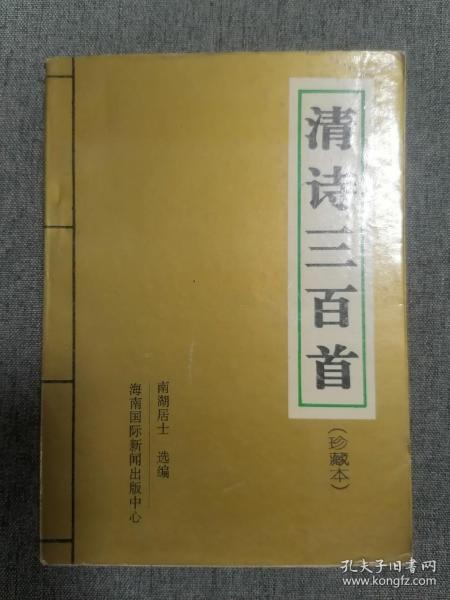 清诗三百首
(珍藏本)
南湖居士 选编
海南国际新闻出版中心
孔夫子旧书网
www.kongfz.com